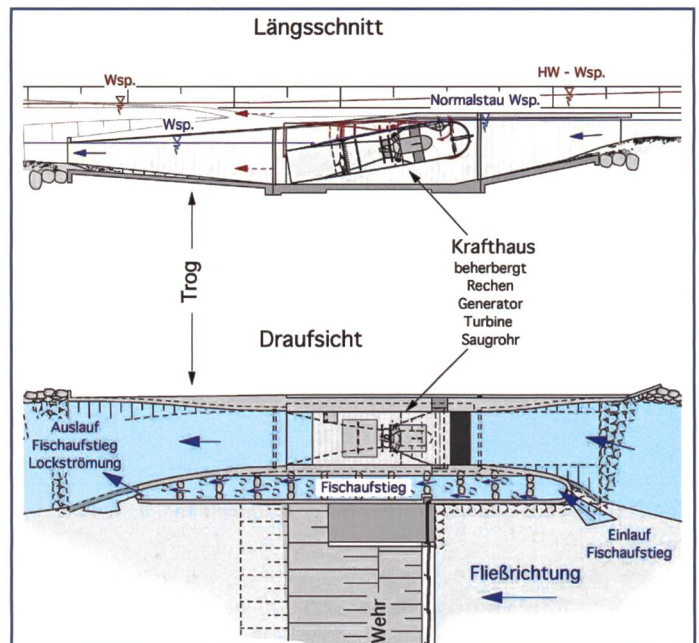 Längsschnitt
Wsp.
HW - Wsp.
Normalstau Wsp.
Wsp.
Trog
Krafthaus
beherbergt
Rechen
Generator
Turbine
Saugrohr
Draufsicht
Auslauf
Fischaufstieg
Lockströmung
Fischaufstieg
Einlauf
Fischaufstieg
Fließrichtung
Wehr